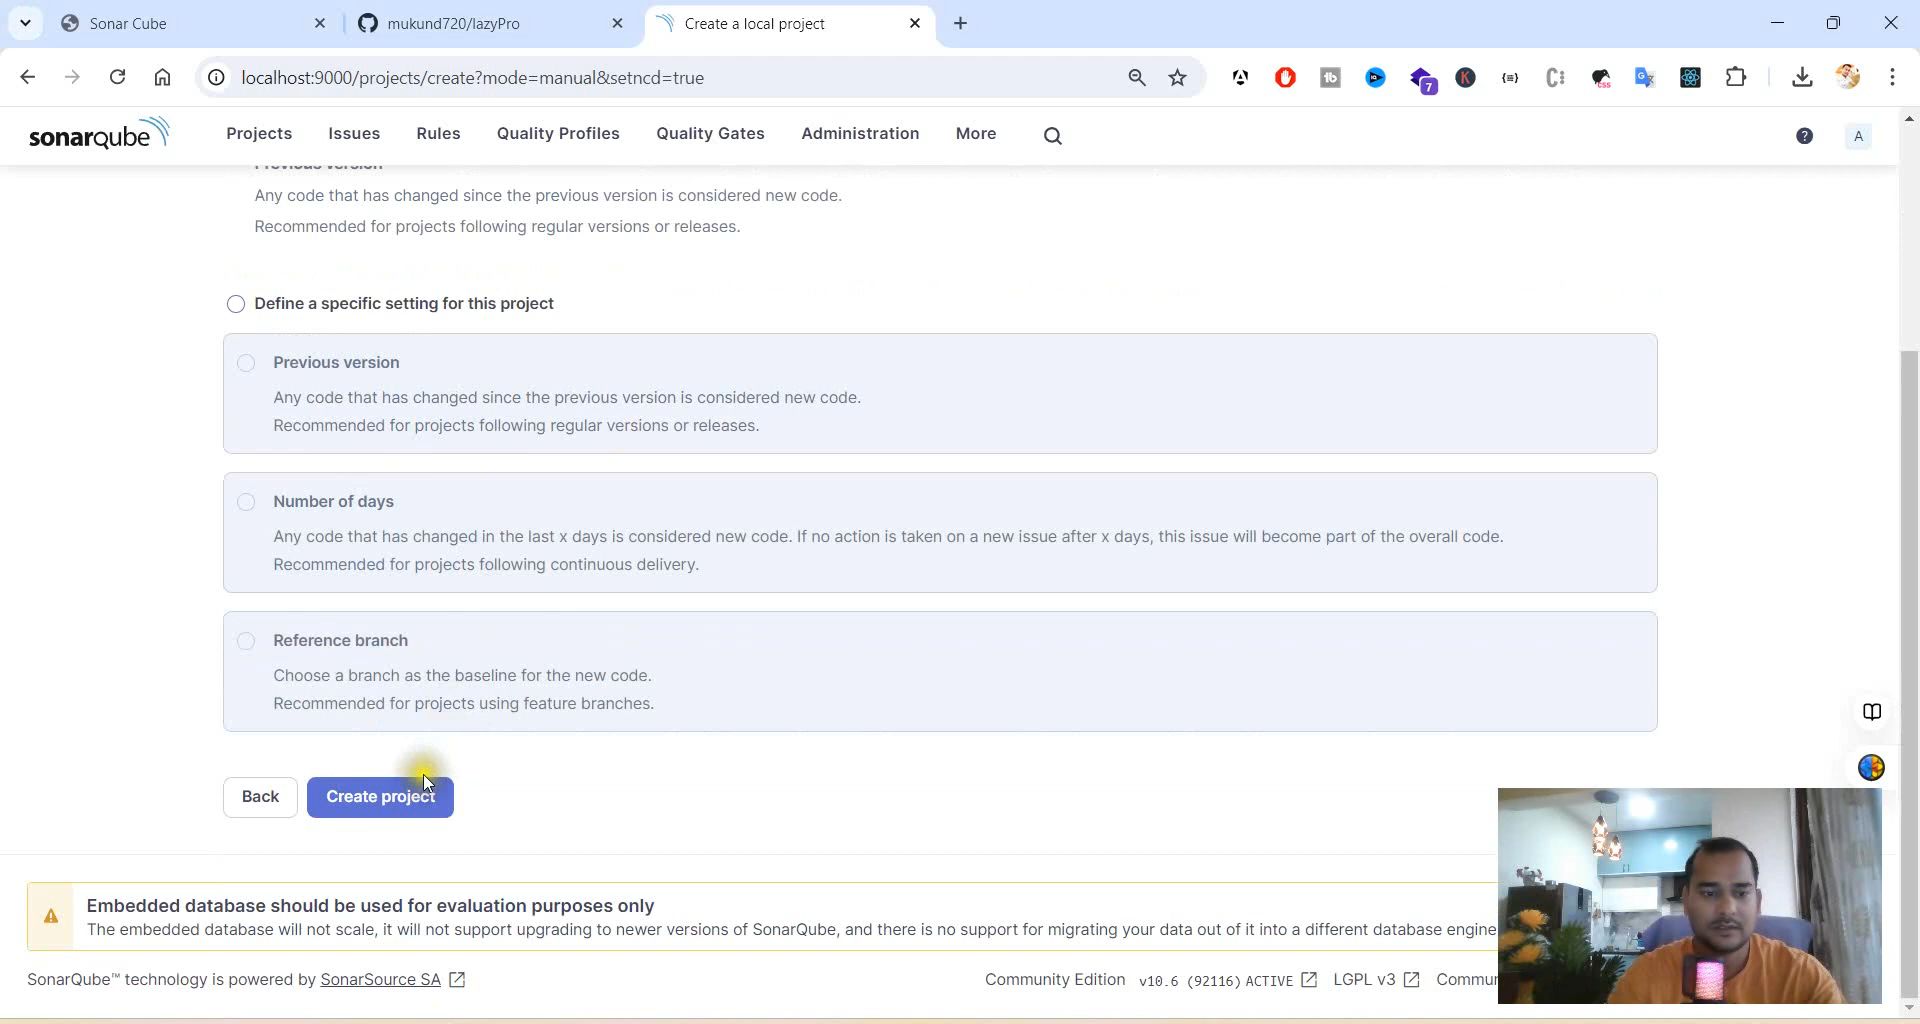 Sonar Cube
mukund720/lazyPro
Create a local project
localhost:9000/projects/create?mode=manual&setncd=true
7
sonarqube
Projects
Issues
Rules
Quality Profiles
Quality Gates
Administration
More
A
Previous version
Any code that has changed since the previous version is considered new code.
Recommended for projects following regular versions or releases.
Define a specific setting for this project
Previous version
Any code that has changed since the previous version is considered new code.
Recommended for projects following regular versions or releases.
Number of days
Any code that has changed in the last x days is considered new code. If no action is taken on a new issue after x days, this issue will become part of the overall code.
Recommended for projects following continuous delivery.
Reference branch
Choose a branch as the baseline for the new code.
Recommended for projects using feature branches.
Back
Create project
Embedded database should be used for evaluation purposes only
The embedded database will not scale, it will not support upgrading to newer versions of SonarQube, and there is no support for migrating your data out of it into a different database engine
SonarQube™ technology is powered by SonarSource SA
Community Edition v10.6 (92116) ACTIVE LGPL v3 Commun